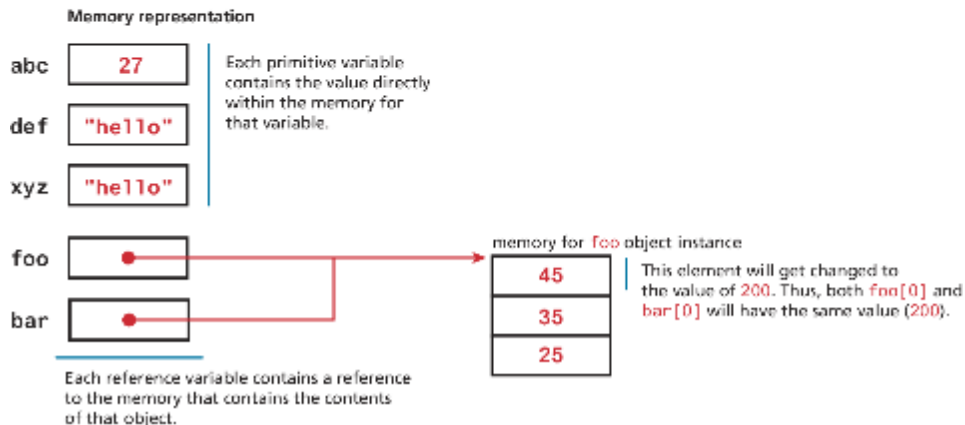 Memory representation
abc 27
Each primitive variable
contains the value directly
within the memory for
that variable.
def "hello"
xyz "hello"
foo
bar
Each reference variable contains a reference
to the memory that contains the contents
of that object.
memory for foo object instance
45
35
25
This element will get changed to
the value of 200. Thus, both foo[0] and
bar[0] will have the same value (200).